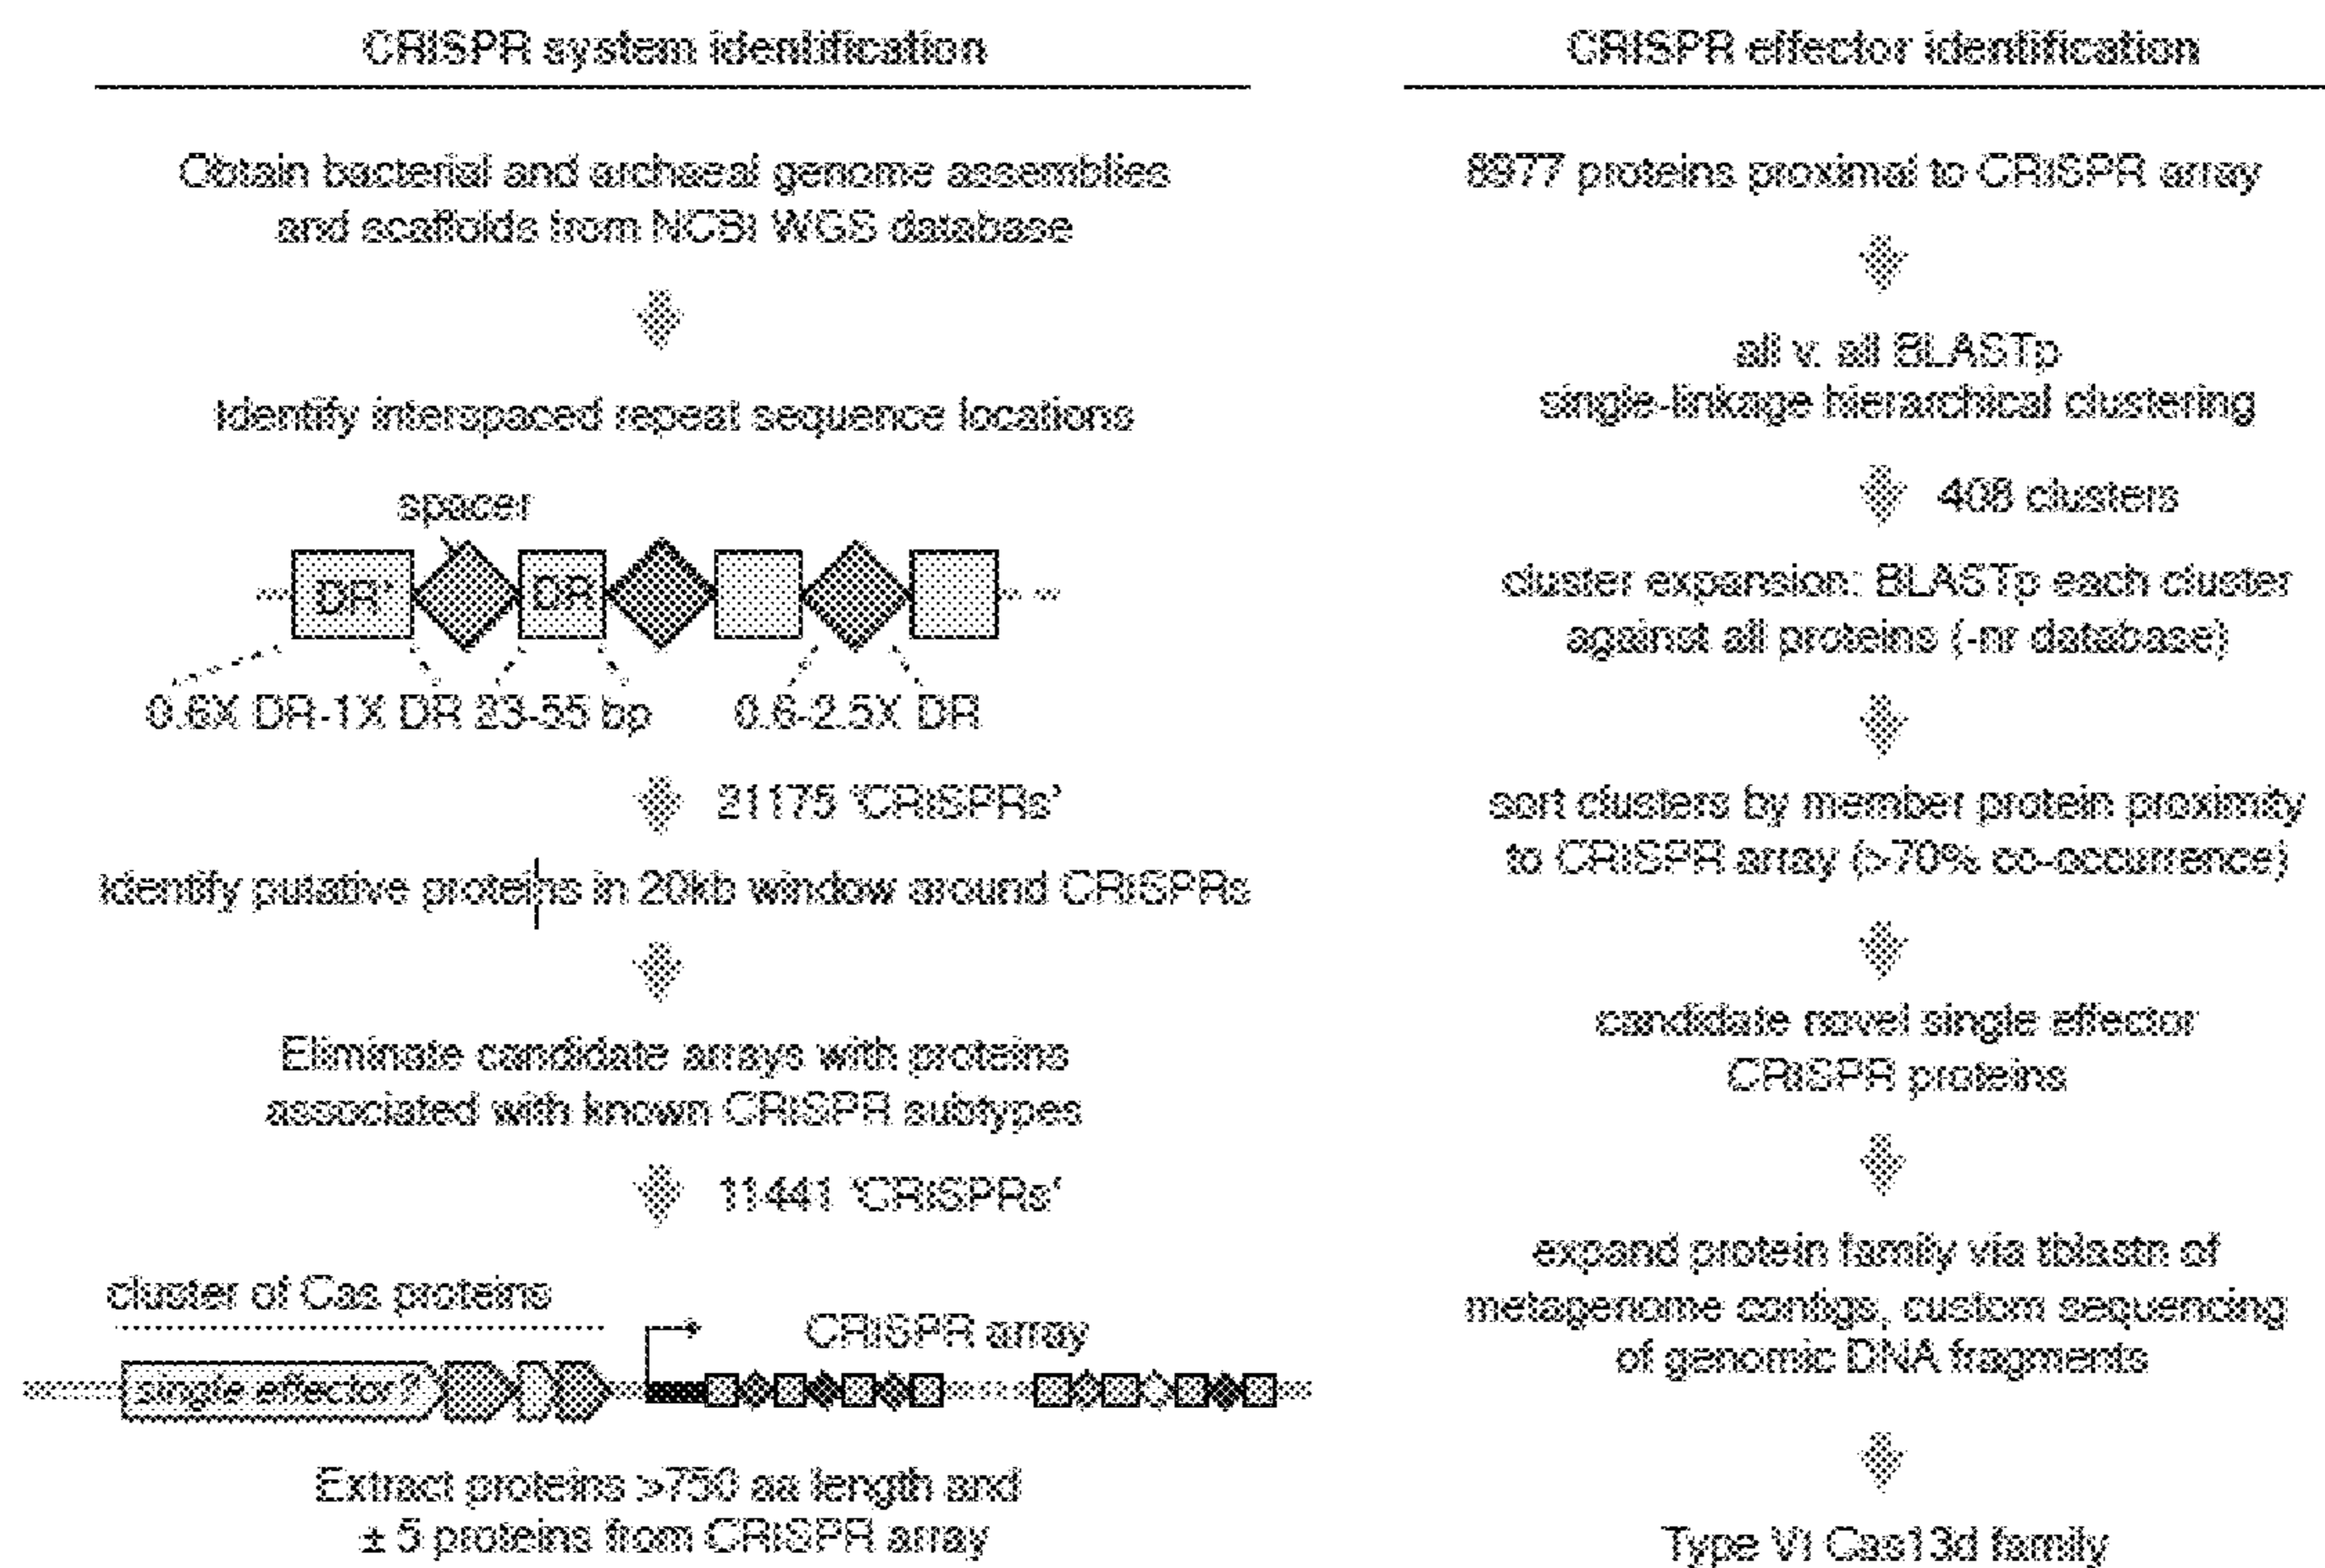 CRISPR system identification
Obtain bacterial and archaeal genome assemblies
and scaffolds from NCBI WGS database
Identify interspaced repeat sequence locations
spacer
DR* DR
0.6X DR-1X DR 23-55 bp 0.6-2.5X DR
21175 'CRISPRs'
Identify putative proteins in 20kb window around CRISPRs
Eliminate candidate arrays with proteins
associated with known CRISPR subtypes
11441 'CRISPRs'
cluster of Cas proteins
CRISPR array
single effector?
Extract proteins >750 aa length and
± 5 proteins from CRISPR array
CRISPR effector identification
8977 proteins proximal to CRISPR array
all v. all BLASTp
single-linkage hierarchical clustering
408 clusters
cluster expansion: BLASTp each cluster
against all proteins (-nr database)
sort clusters by member protein proximity
to CRISPR array (>70% co-occurrence)
candidate novel single effector
CRISPR proteins
expand protein family via tblastn of
metagenome contigs, custom sequencing
of genomic DNA fragments
Type VI Cas13d family